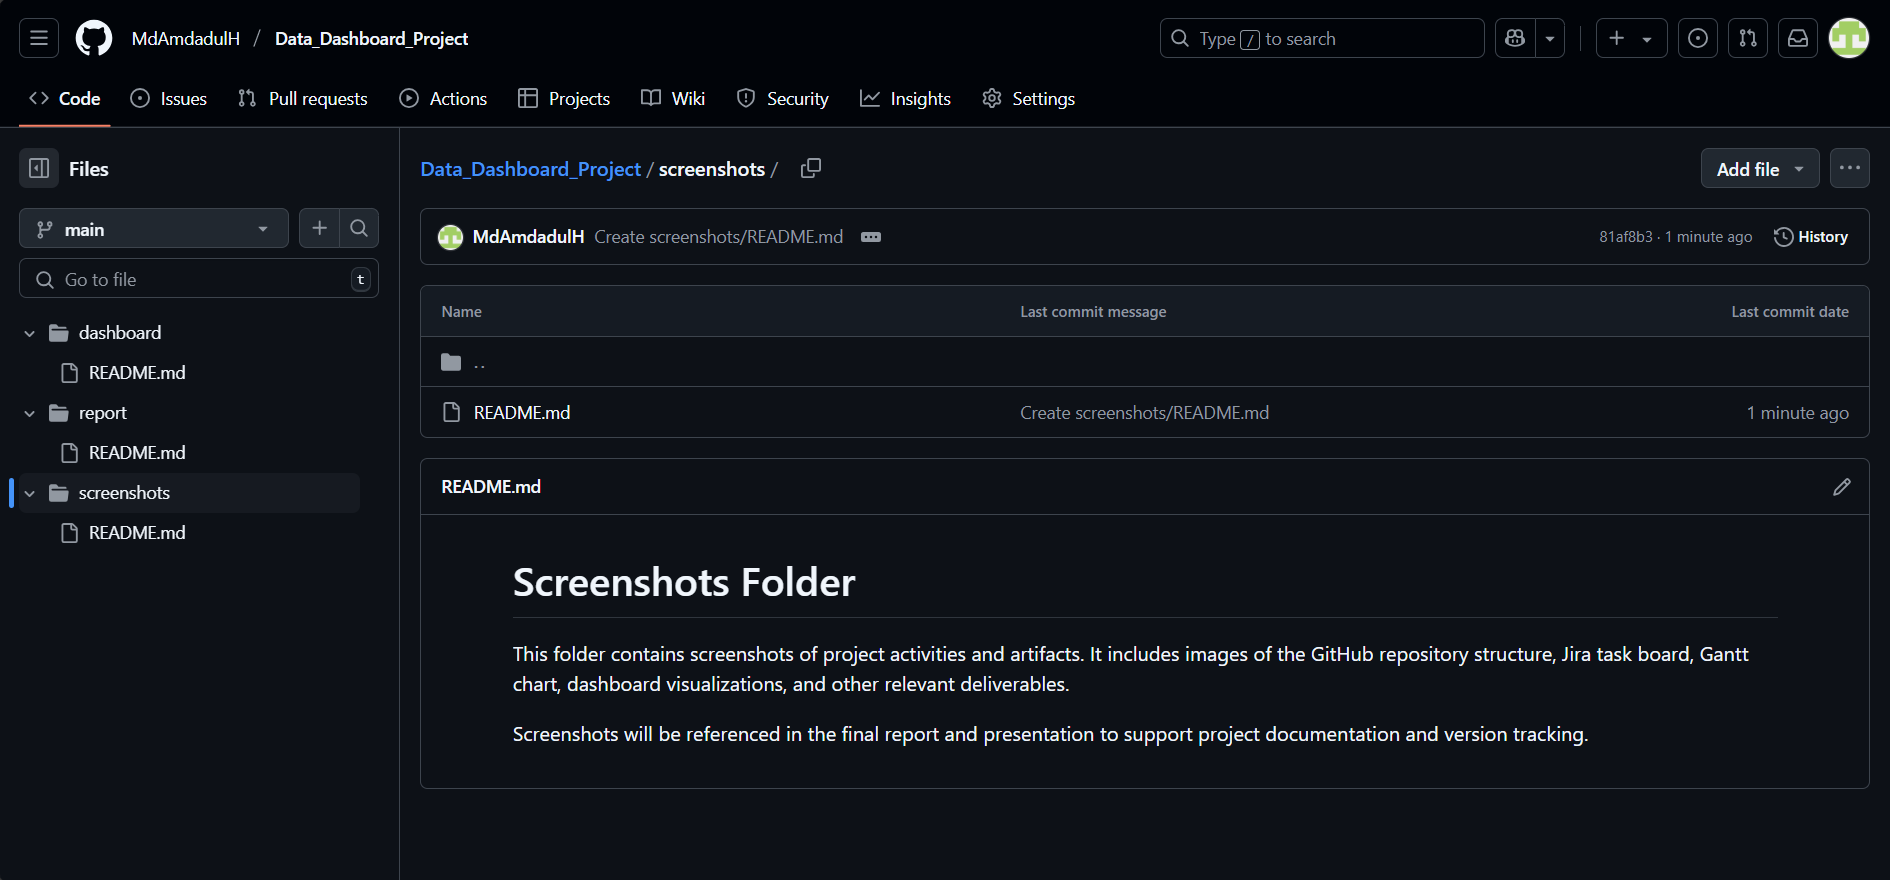 MdAmdadulH / Data_Dashboard_Project
Type / to search
Code
Issues
Pull requests
Actions
Projects
Wiki
Security
Insights
Settings
Files
main
Go to file
t
dashboard
README.md
report
README.md
screenshots
README.md
Data_Dashboard_Project / screenshots /
Add file
MdAmdadulH Create screenshots/README.md
81af8b3 · 1 minute ago
History
Name Last commit message Last commit date
..
README.md Create screenshots/README.md 1 minute ago
README.md
Screenshots Folder
This folder contains screenshots of project activities and artifacts. It includes images of the GitHub repository structure, Jira task board, Gantt
chart, dashboard visualizations, and other relevant deliverables.
Screenshots will be referenced in the final report and presentation to support project documentation and version tracking.